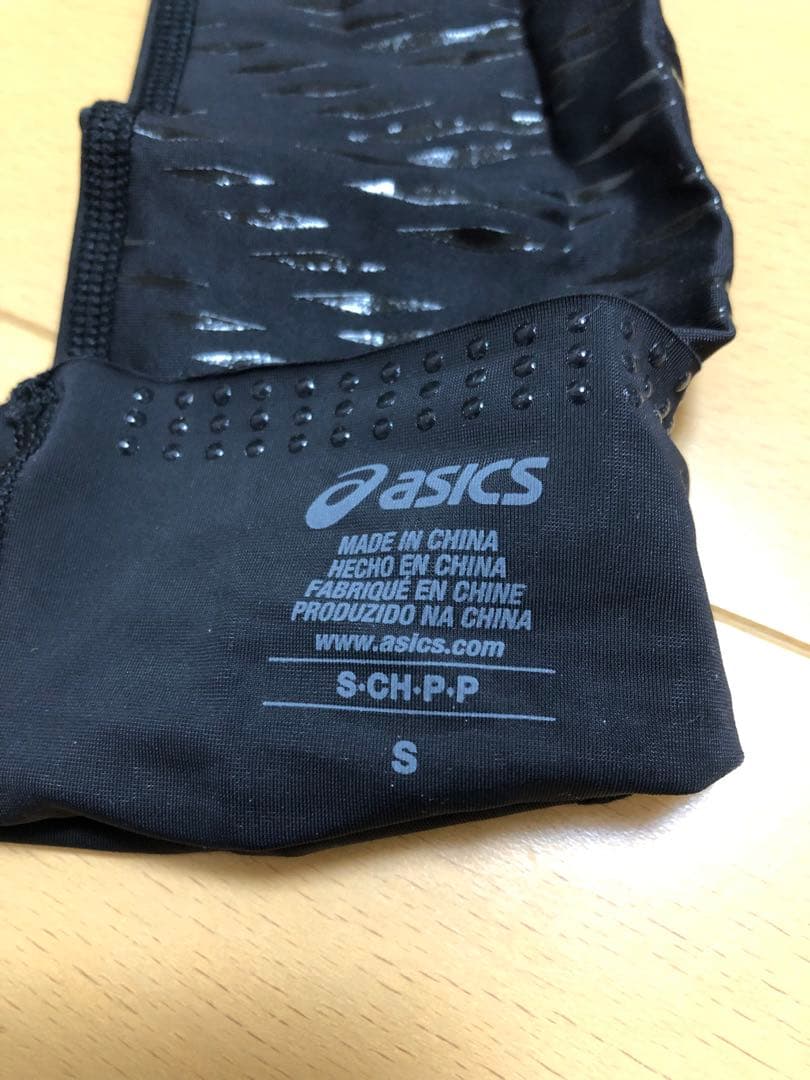 asics
MADE IN CHINA
HECHO EN CHINA
FABRIQUÉ EN CHINE
PRODUZIDO NA CHINA
www.asics.com
S·CH·P·P
S